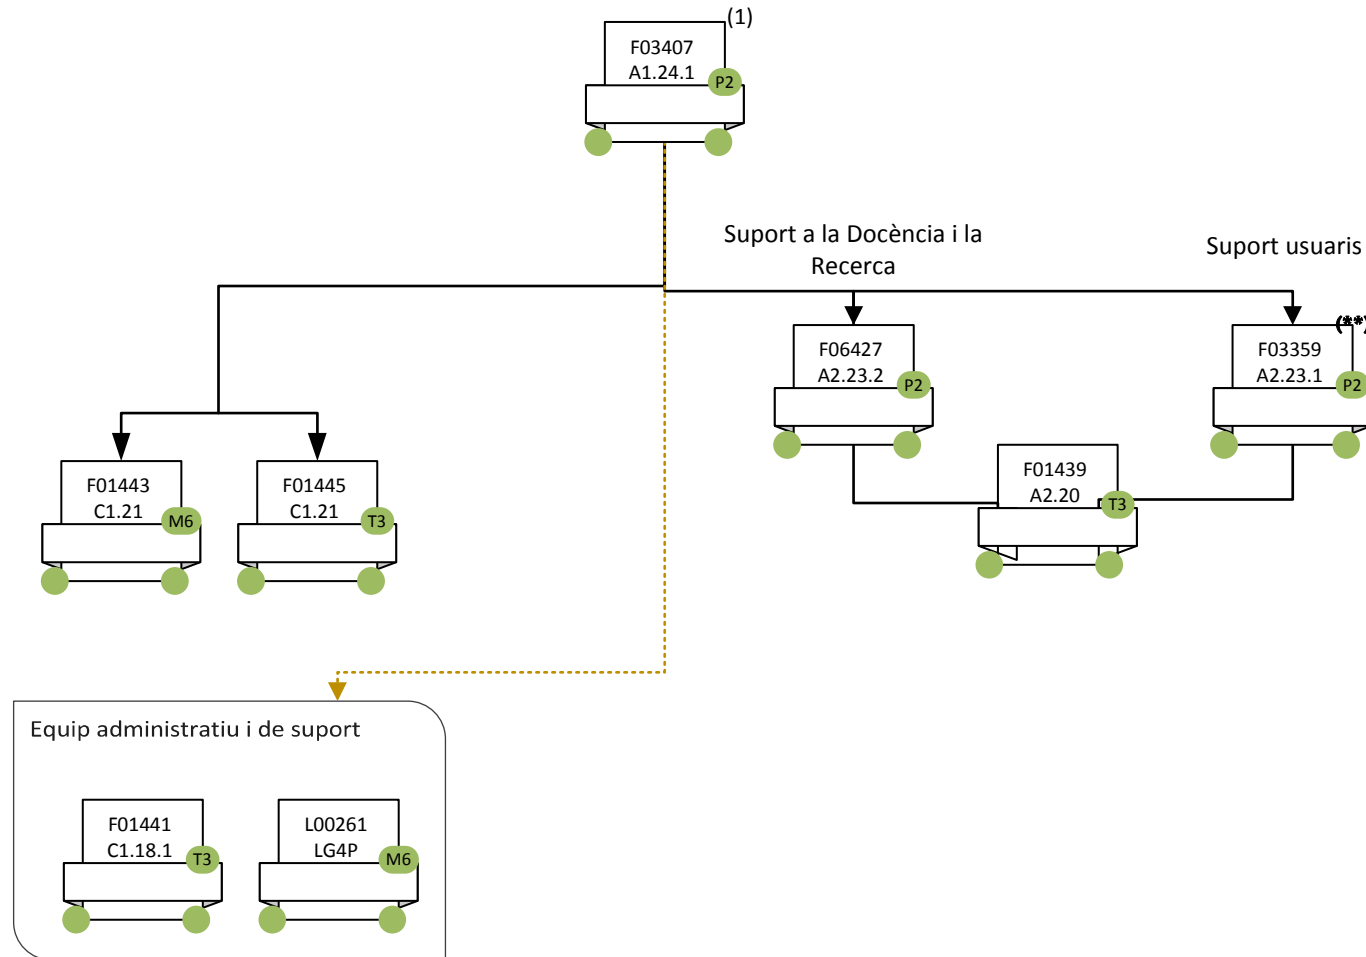 (1)
F03407
A1.24.1
P2
Suport a la Docència i la
Recerca
Suport usuaris
(**)
F06427
A2.23.2
P2
F03359
A2.23.1
P2
F01439
A2.20
T3
F01443
C1.21
M6
F01445
C1.21
T3
Equip administratiu i de suport
F01441
C1.18.1
T3
L00261
LG4P
M6